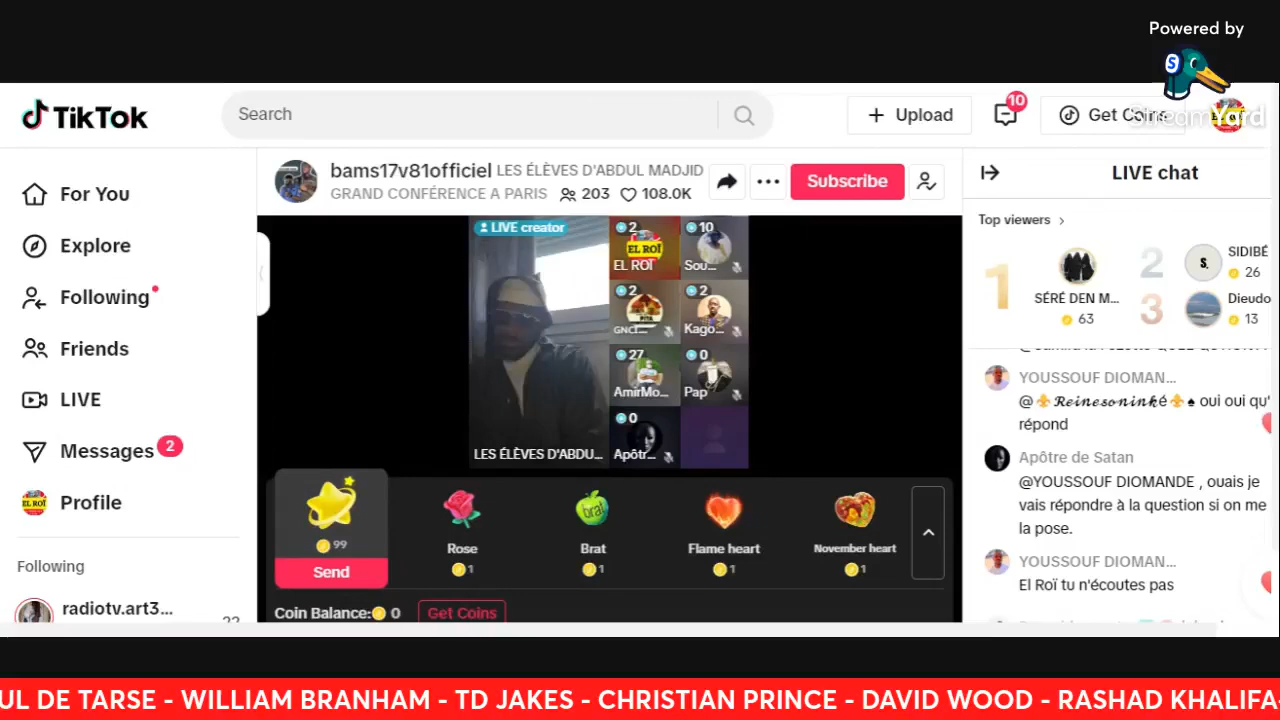 Powered by
StreamYard
TikTok
Search
Upload
10
Get Coins
For You
Explore
Following
Friends
LIVE
Messages 2
Profile
Following
radiotv.art3...
22
bams17v81officiel LES ÉLÈVES D'ABDUL MADJID
GRAND CONFÉRENCE A PARIS 203 108.0K
Subscribe
LIVE creator
LES ÉLÈVES D'ABDU...
2
EL ROÏ
EL ROÏ
10
Sou...
2
2
Kago...
27
AmirMo...
0
Pap
0
Apôtr...
99
Send
Rose
1
Brat
1
Flame heart
1
November heart
1
Coin Balance: 0 Get Coins
LIVE chat
Top viewers
1
SÉRÉ DEN M...
63
2
S.
SIDIBÉ
26
3
Dieudo
13
YOUSSOUF DIOMAN...
@⚜️𝓡𝓮𝓲𝓷𝓮𝓼𝓸𝓷𝓲𝓷𝓴é⚜️♠ oui oui qu'
répond
Apôtre de Satan
@YOUSSOUF DIOMANDE , ouais je
vais répondre à la question si on me
la pose.
YOUSSOUF DIOMAN...
El Roï tu n'écoutes pas
UL DE TARSE - WILLIAM BRANHAM - TD JAKES - CHRISTIAN PRINCE - DAVID WOOD - RASHAD KHALIFA